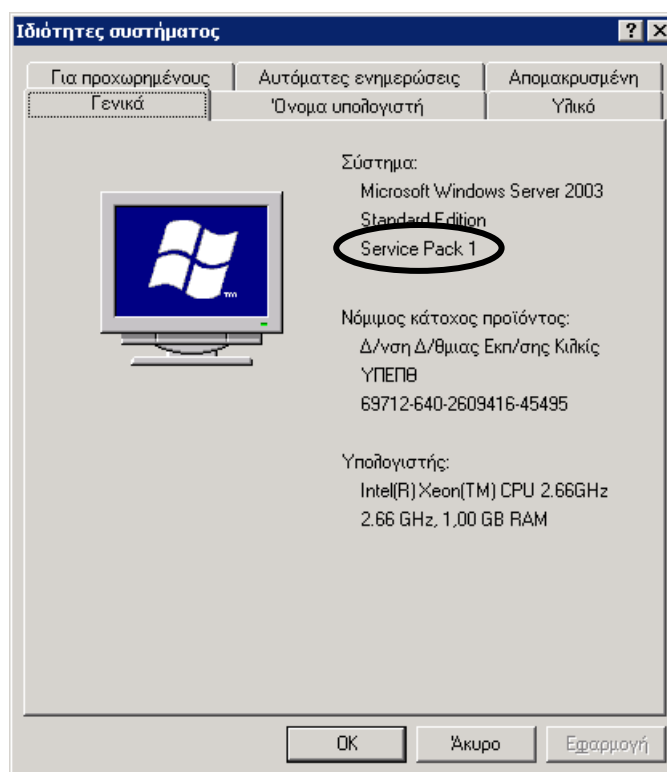 Ιδιότητες συστήματος
Για προχωρημένους Αυτόματες ενημερώσεις Απομακρυσμένη
Γενικά Όνομα υπολογιστή Υλικό
Σύστημα:
Microsoft Windows Server 2003
Standard Edition
Service Pack 1
Νόμιμος κάτοχος προϊόντος:
Δ/νση Δ/θμιας Εκπ/σης Κιλκίς
ΥΠΕΠΘ
69712-640-2609416-45495
Υπολογιστής:
Intel(R) Xeon(TM) CPU 2.66GHz
2.66 GHz, 1,00 GB RAM
OK Άκυρο Εφαρμογή